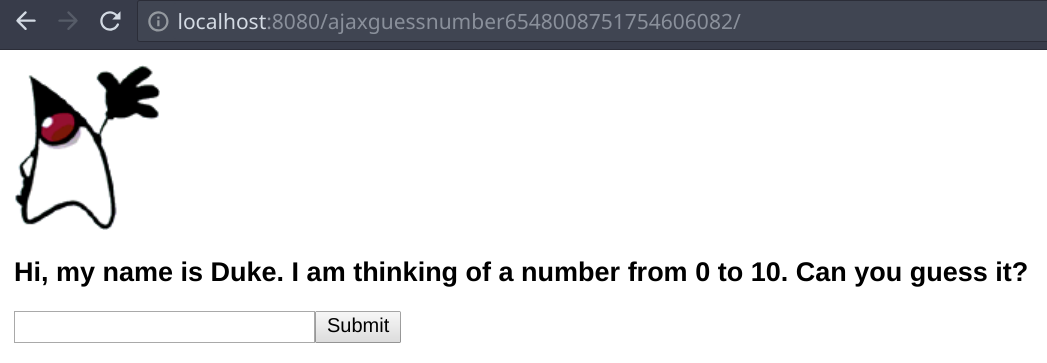 localhost:8080/ajaxguessnumber6548008751754606082/
Hi, my name is Duke. I am thinking of a number from 0 to 10. Can you guess it?
Submit